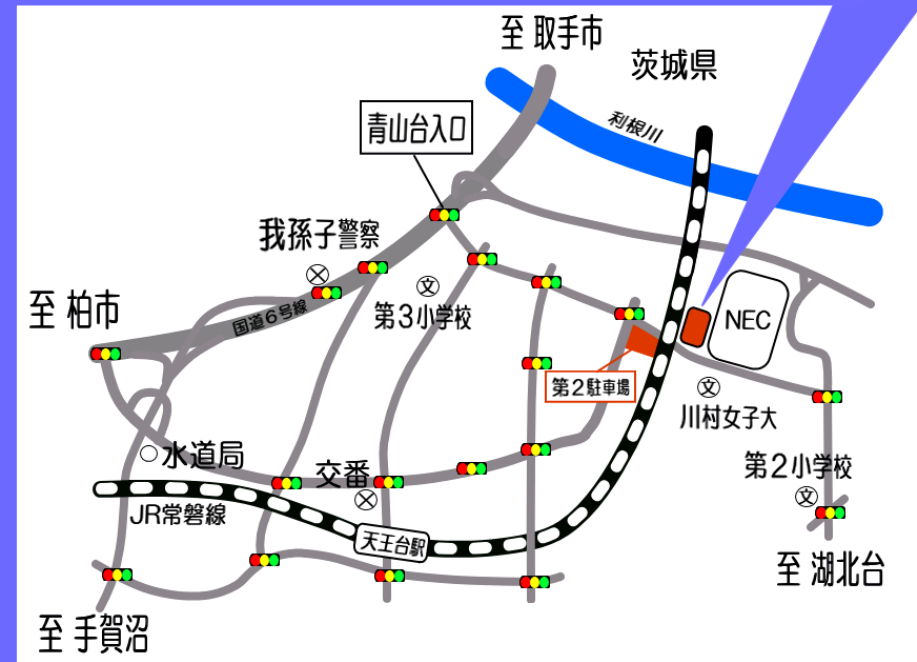 至 取手市
茨城県
利根川
青山台入口
我孫子警察
至 柏市
国道6号線
文
第3小学校
NEC
第2駐車場
文
川村女子大
水道局
交番
第2小学校
文
JR常磐線
天王台駅
至 湖北台
至 手賀沼